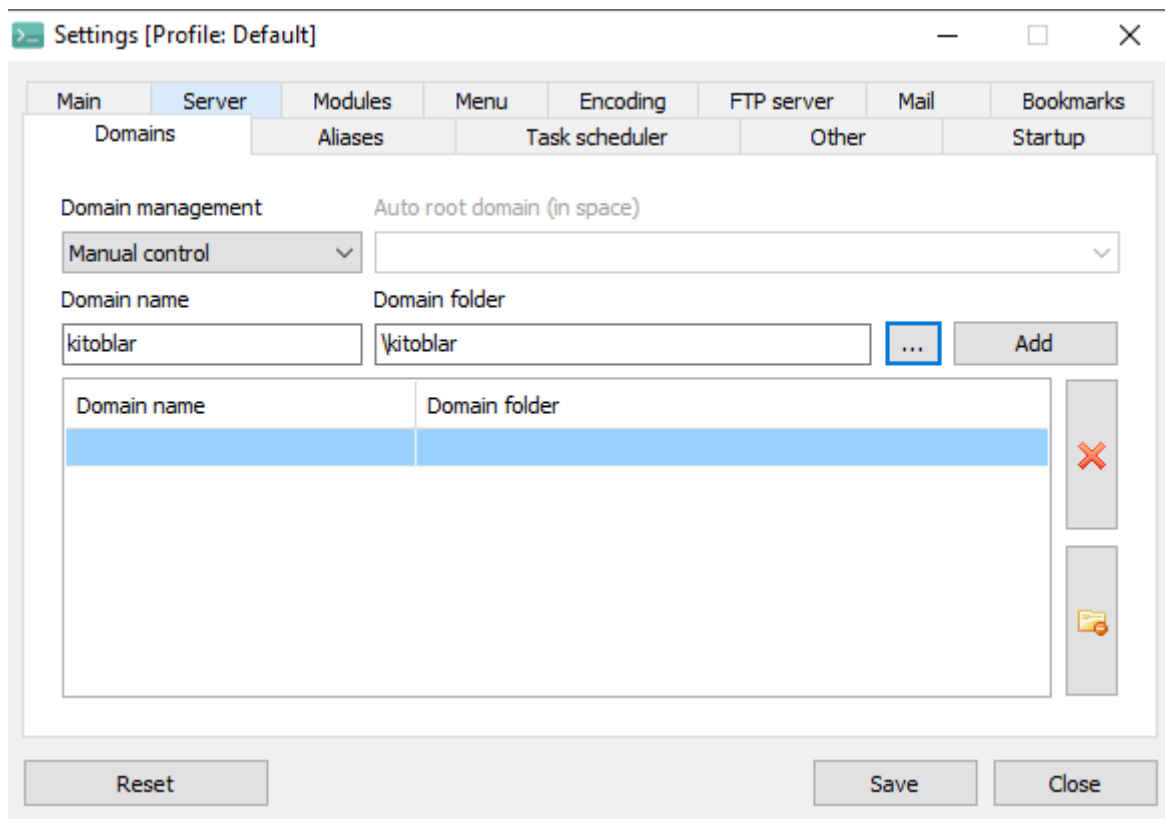 Settings [Profile: Default]
Main Server Modules Menu Encoding FTP server Mail Bookmarks
Domains Aliases Task scheduler Other Startup
Domain management Auto root domain (in space)
Manual control
Domain name Domain folder
kitoblar \kitoblar ... Add
Domain name Domain folder
Reset Save Close